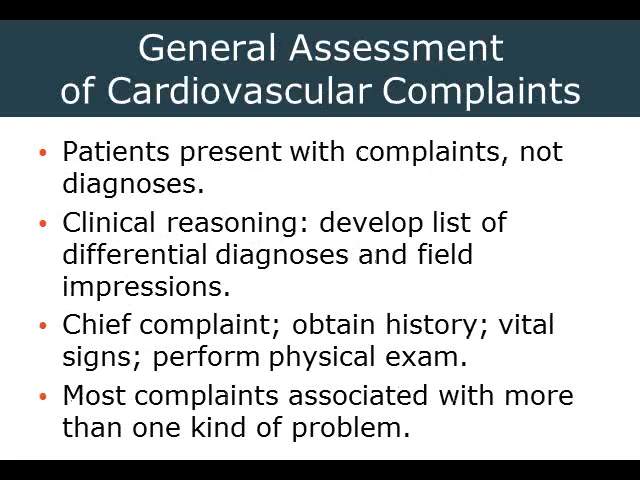 General Assessment
of Cardiovascular Complaints
• Patients present with complaints, not
diagnoses.
• Clinical reasoning: develop list of
differential diagnoses and field
impressions.
• Chief complaint; obtain history; vital
signs; perform physical exam.
• Most complaints associated with more
than one kind of problem.